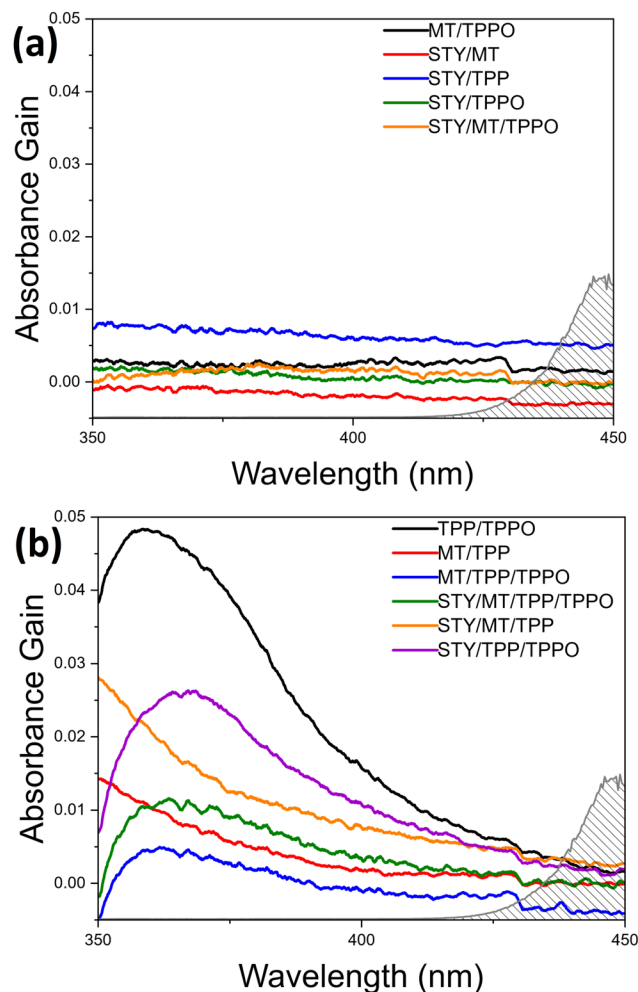 (a)
MT/TPPO
STY/MT
STY/TPP
STY/TPPO
STY/MT/TPPO
Absorbance Gain
0.05
0.04
0.03
0.02
0.01
0.00
350
400
450
Wavelength (nm)
(b)
TPP/TPPO
MT/TPP
MT/TPP/TPPO
STY/MT/TPP/TPPO
STY/MT/TPP
STY/TPP/TPPO
Absorbance Gain
0.05
0.04
0.03
0.02
0.01
0.00
350
400
450
Wavelength (nm)